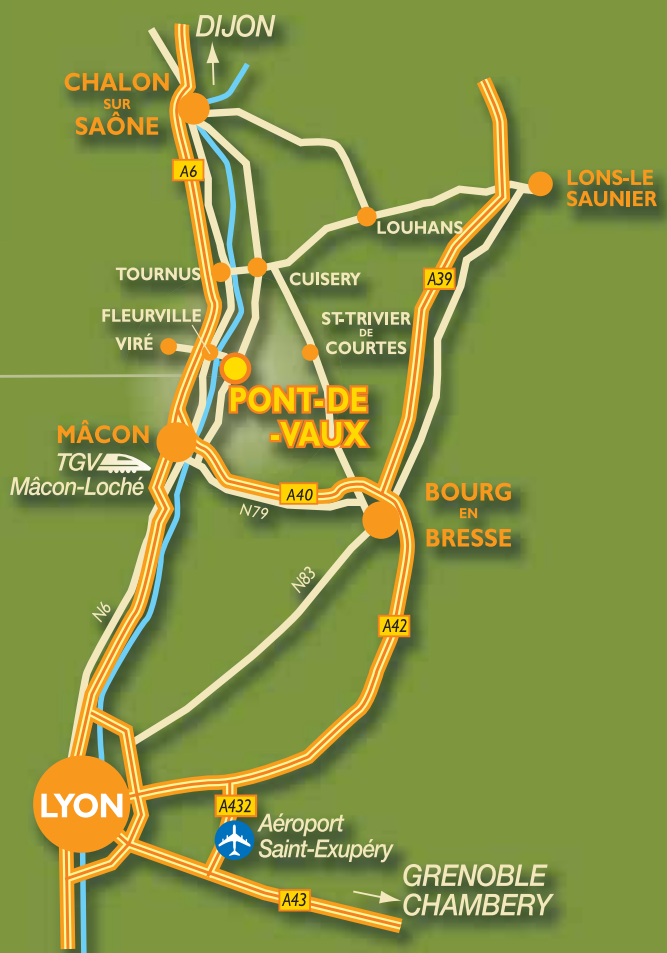 DIJON
CHALON
SUR
SAÔNE
A6
LONS-LE
SAUNIER
LOUHANS
TOURNUS
CUISERY
A39
FLEURVILLE
ST-TRIVIER
DE
COURTES
VIRÉ
PONT-DE
-VAUX
MÂCON
TGV
Mâcon-Loché
A40
N79
BOURG
EN
BRESSE
N83
N6
A42
LYON
A432
Aéroport
Saint-Exupéry
GRENOBLE
CHAMBERY
A43